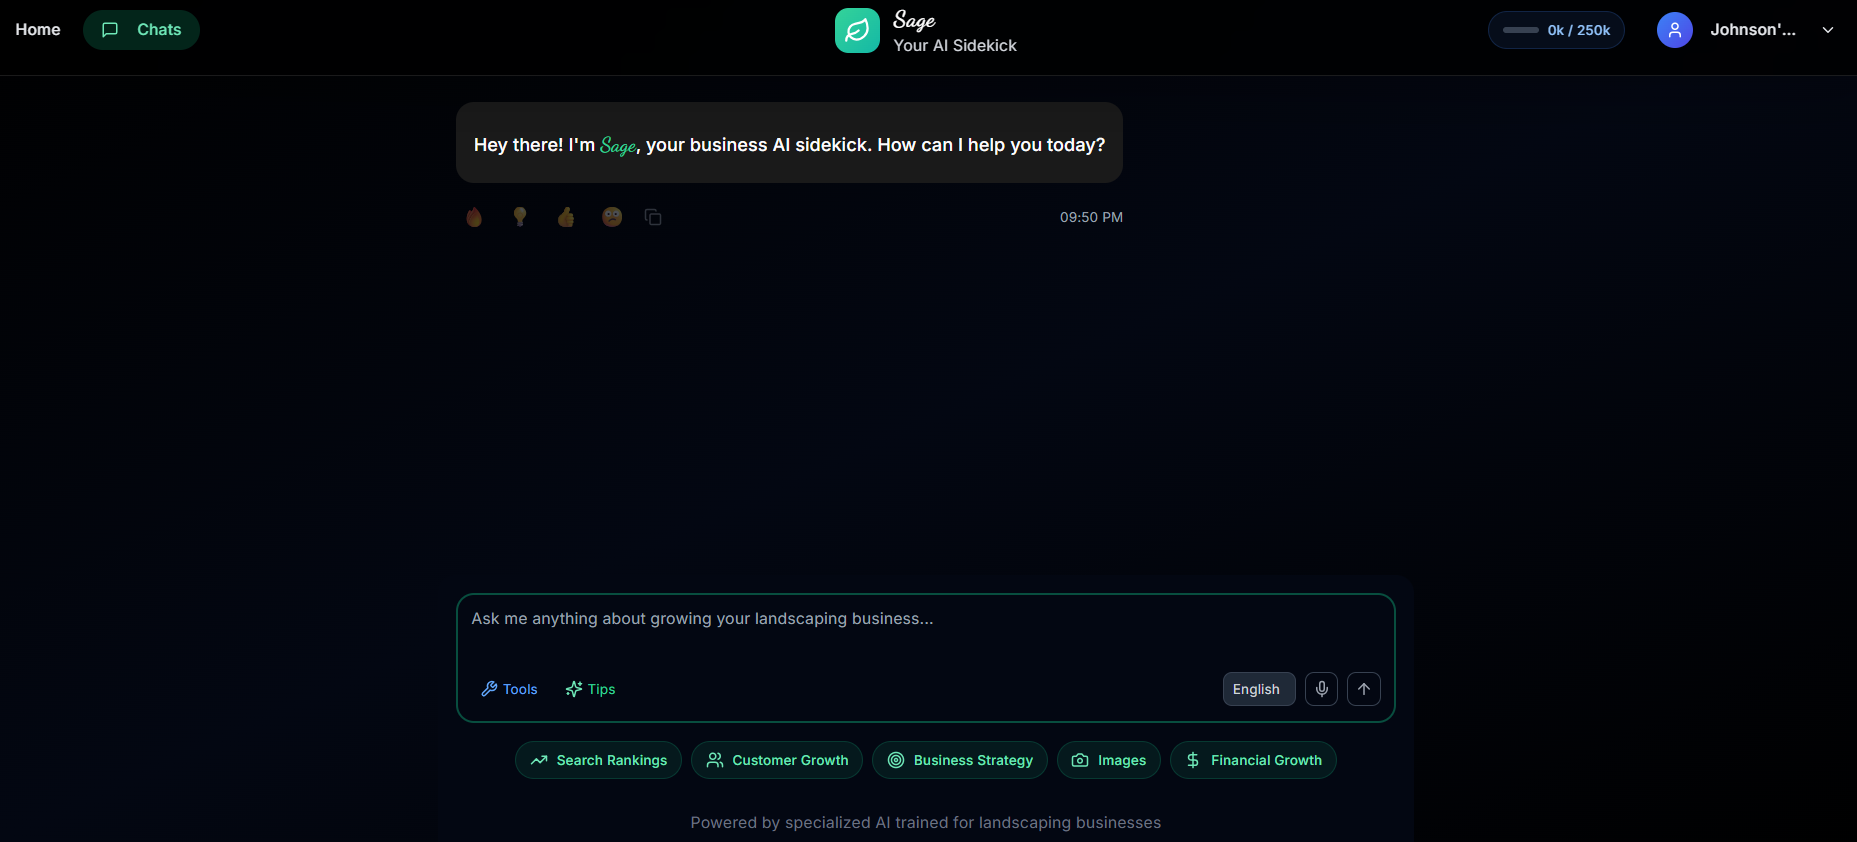 Home
Chats
Sage
Your AI Sidekick
0k / 250k
Johnson'...
Hey there! I'm Sage, your business AI sidekick. How can I help you today?
09:50 PM
Ask me anything about growing your landscaping business...
Tools
Tips
English
Search Rankings
Customer Growth
Business Strategy
Images
Financial Growth
Powered by specialized AI trained for landscaping businesses